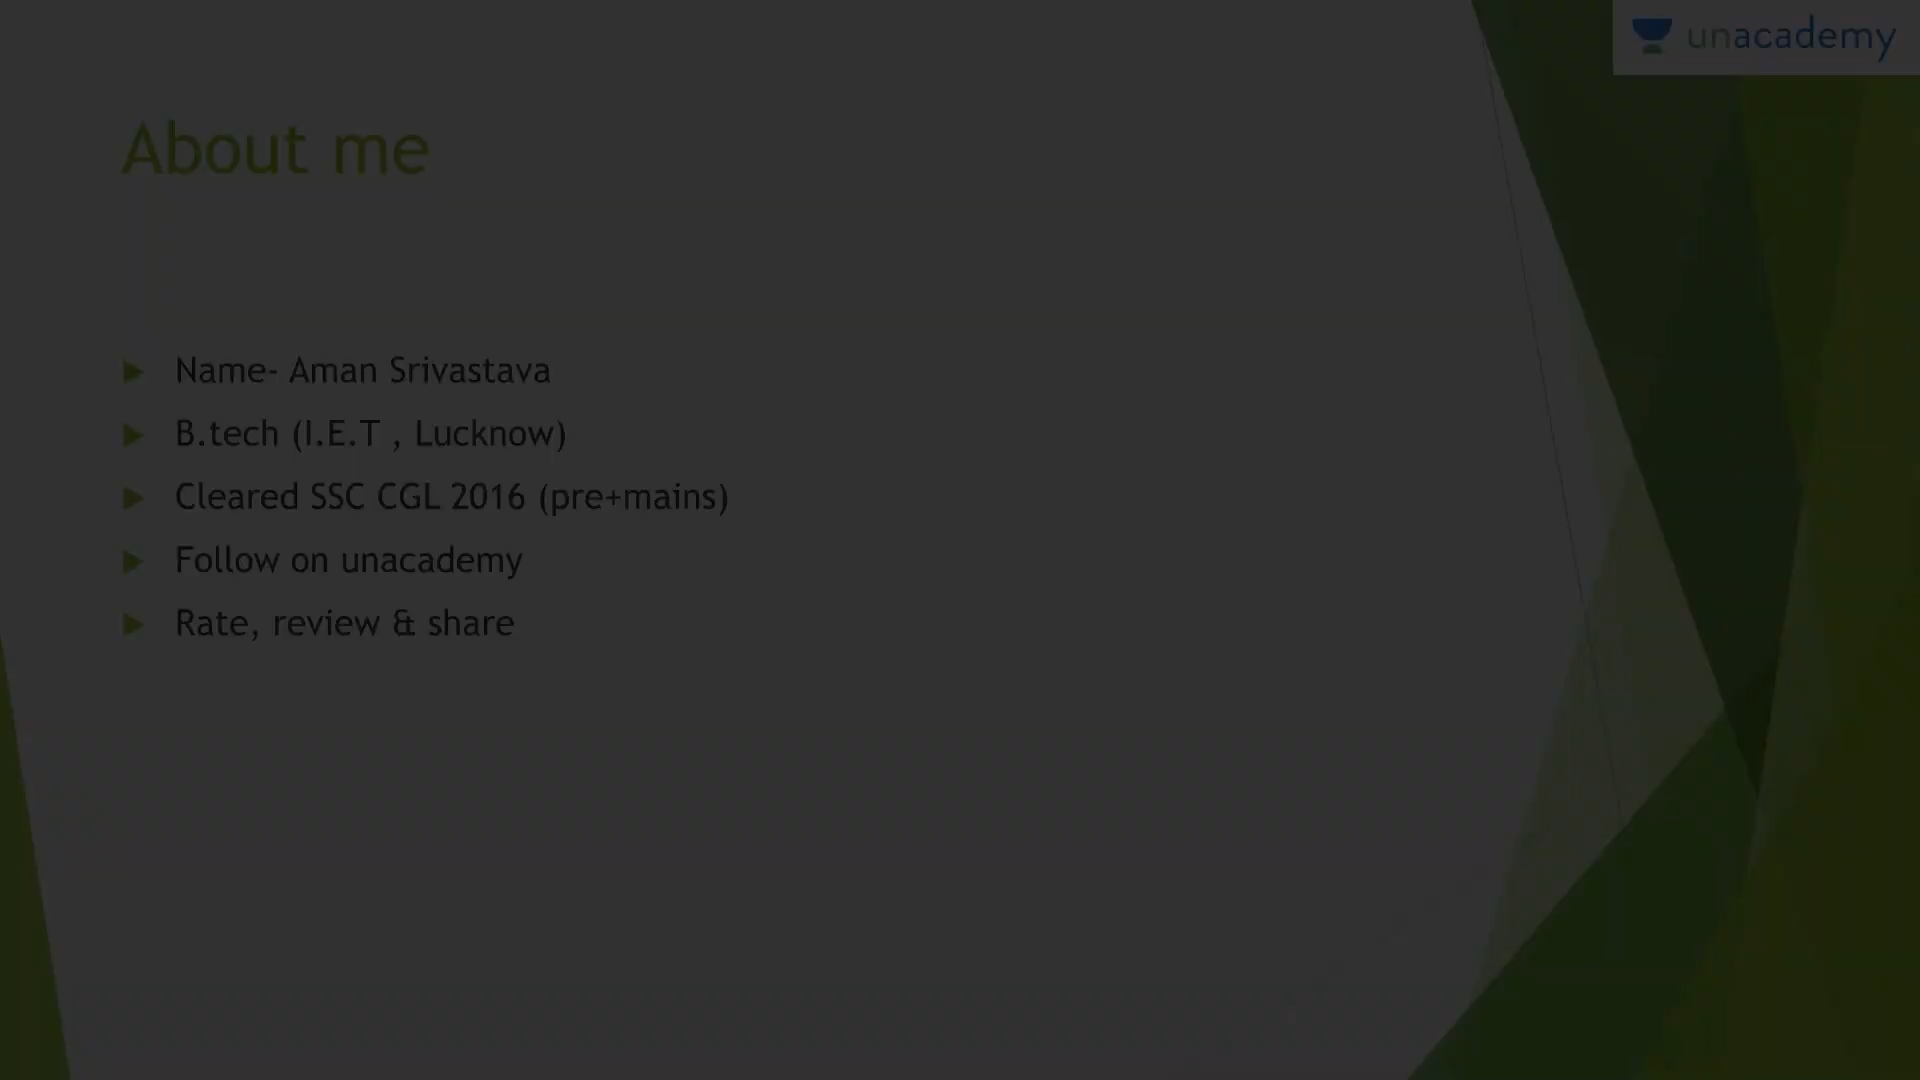 unacademy
About me
Name- Aman Srivastava
B.tech (I.E.T , Lucknow)
Cleared SSC CGL 2016 (pre+mains)
Follow on unacademy
Rate, review & share